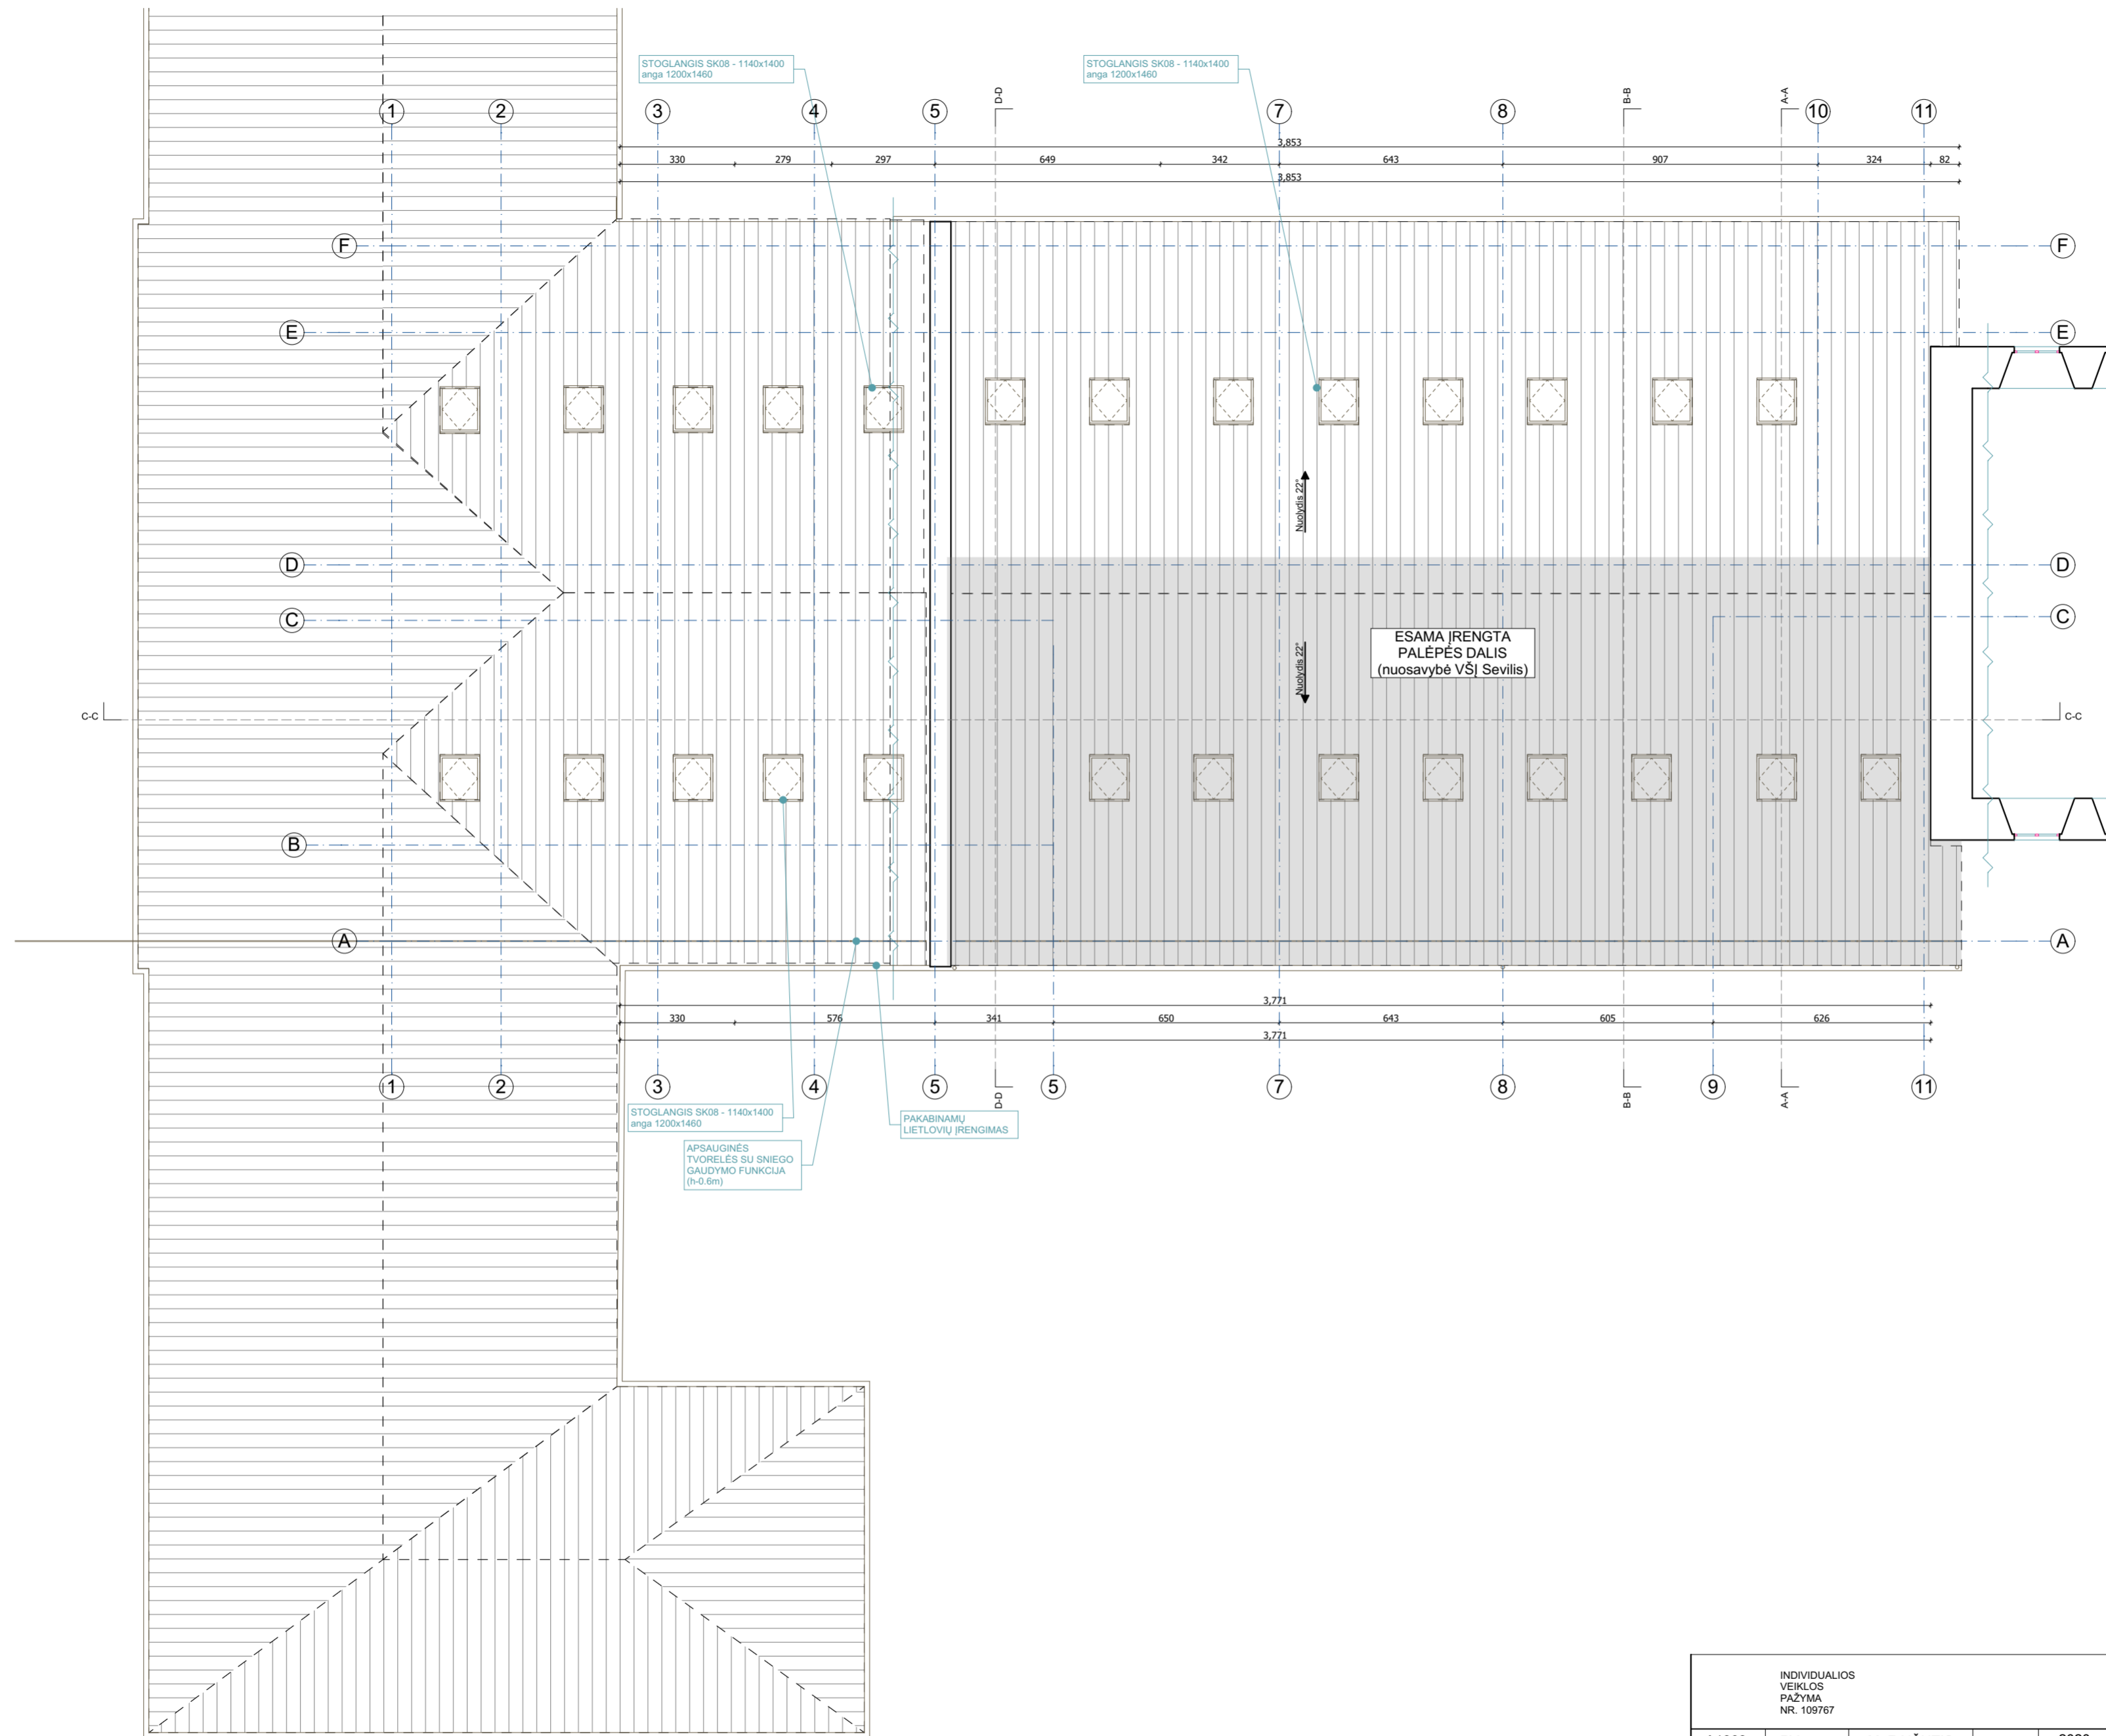 STOGLANGIS SK08 - 1140x1400
anga 1200x1460
STOGLANGIS SK08 - 1140x1400
anga 1200x1460
1
2
3
4
5
D-D
7
8
B-B
A-A
10
11
3,853
330
279
297
649
342
643
907
324
82
3,853
F
F
E
E
Nuolydis 22°
D
D
C
C
ESAMA ĮRENGTA
PALĖPĖS DALIS
(nuosavybė VŠĮ Sevilis)
Nuolydis 22°
C-C
C-C
B
A
A
3,771
330
576
341
650
643
605
626
3,771
1
2
3
4
5
D-D
5
7
8
B-B
9
A-A
11
STOGLANGIS SK08 - 1140x1400
anga 1200x1460
PAKABINAMŲ
LIETLOVIŲ ĮRENGIMAS
APSAUGINĖS
TVORELĖS SU SNIEGO
GAUDYMO FUNKCIJA
(h-0.6m)
INDIVIDUALIOS
VEIKLOS
PAŽYMA
NR. 109767